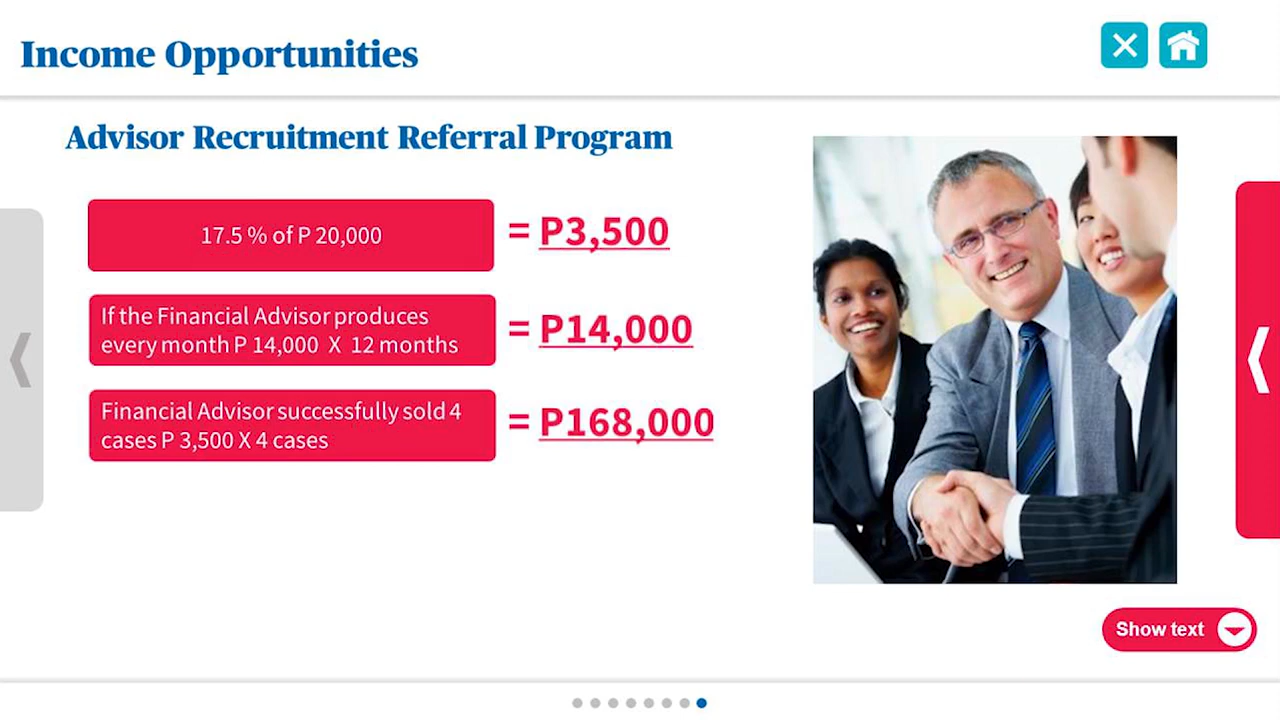 Income Opportunities
Advisor Recruitment Referral Program
17.5 % of P 20,000
= P3,500
If the Financial Advisor produces
every month P 14,000 X 12 months
= P14,000
Financial Advisor successfully sold 4
cases P 3,500 X 4 cases
= P168,000
Show text